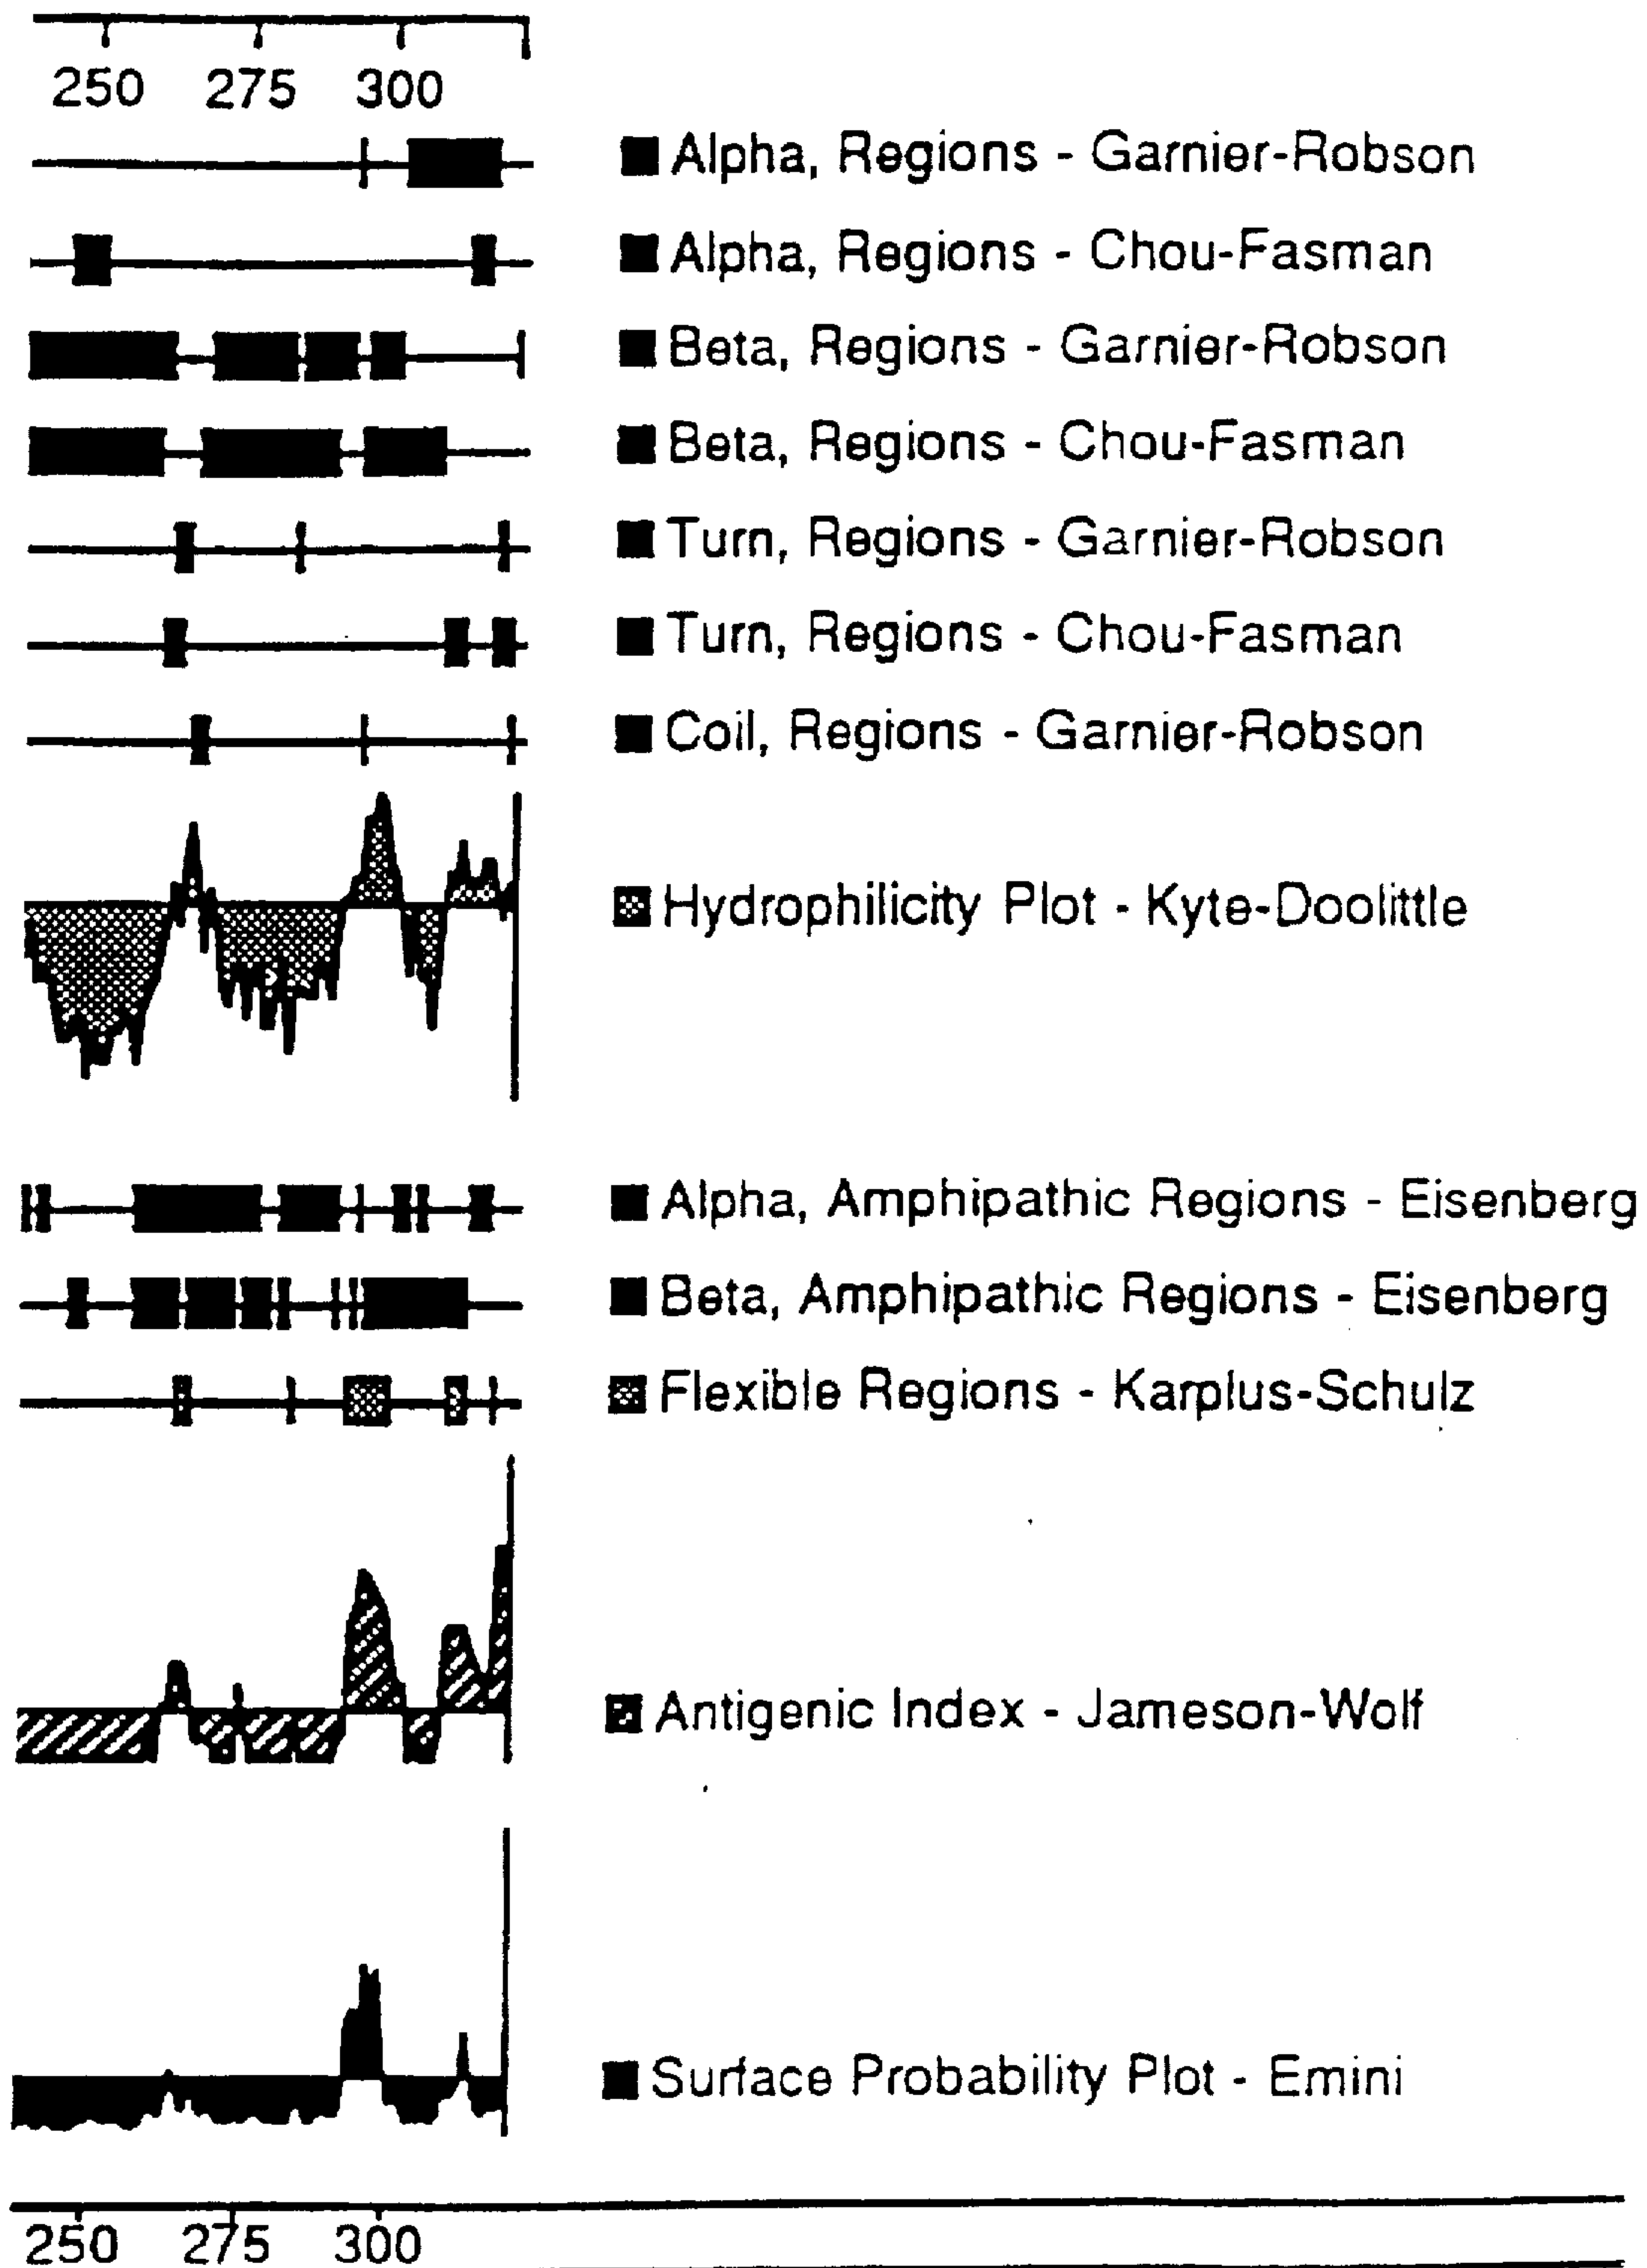 250 275 300
Alpha, Regions - Garnier-Robson
Alpha, Regions - Chou-Fasman
Beta, Regions - Garnier-Robson
Beta, Regions - Chou-Fasman
Turn, Regions - Garnier-Robson
Turn, Regions - Chou-Fasman
Coil, Regions - Garnier-Robson
Hydrophilicity Plot - Kyte-Doolittle
Alpha, Amphipathic Regions - Eisenberg
Beta, Amphipathic Regions - Eisenberg
Flexible Regions - Karplus-Schulz
Antigenic Index - Jameson-Wolf
Surface Probability Plot - Emini
250 275 300